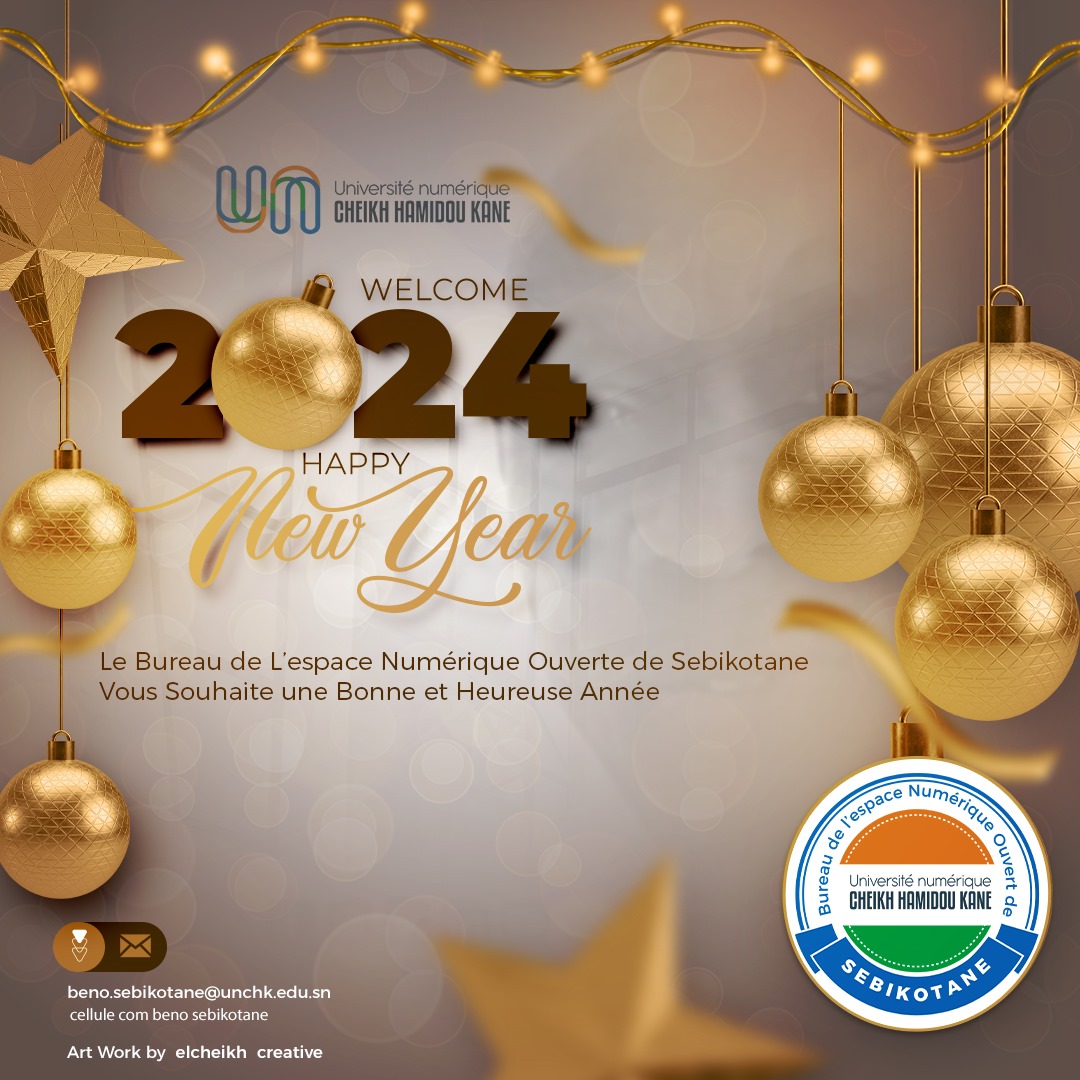 Université numérique
CHEIKH HAMIDOU KANE
WELCOME
2024
HAPPY
New Year
Le Bureau de L'espace Numérique Ouverte de Sebikotane
Vous Souhaite une Bonne et Heureuse Année
Bureau de l'espace Numérique Ouvert de
Université numérique
CHEIKH HAMIDOU KANE
SEBIKOTANE
beno.sebikotane@unchk.edu.sn
cellule com beno sebikotane
Art Work by elcheikh creative